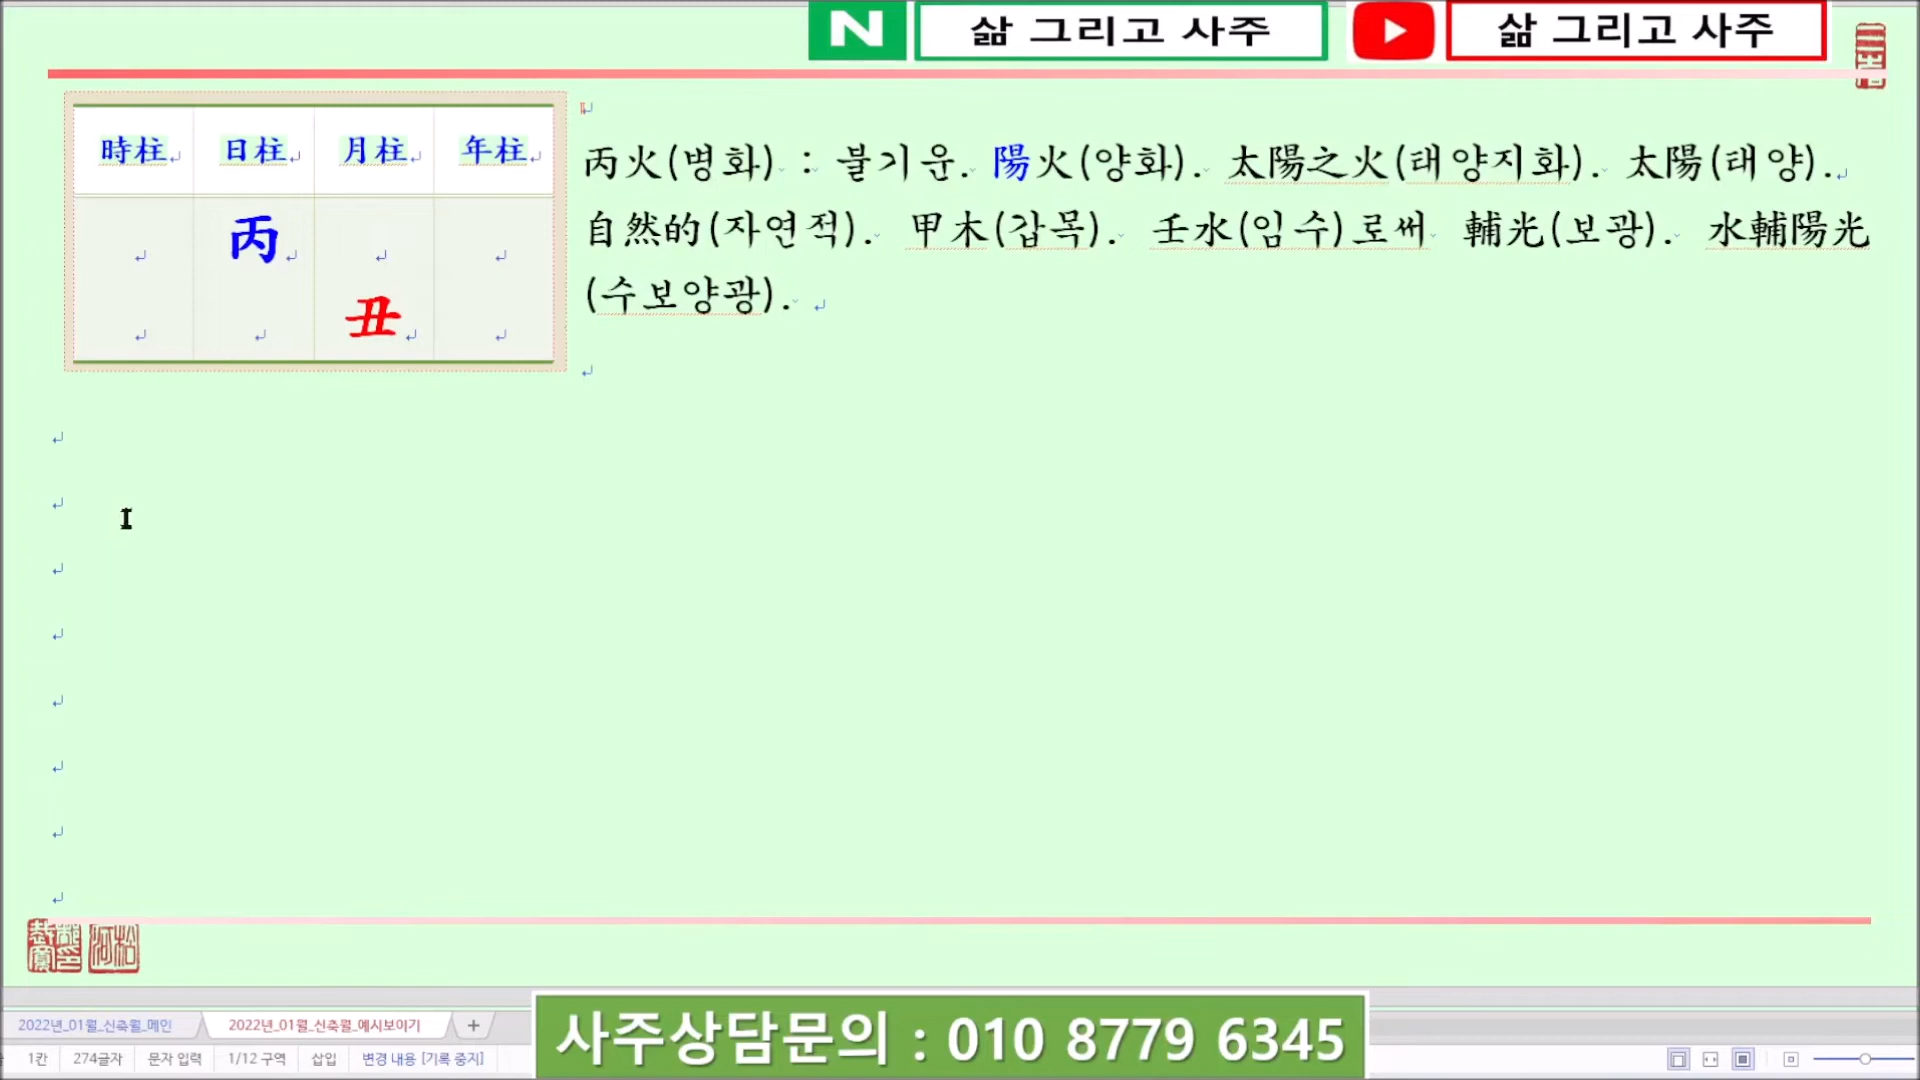 N 삶 그리고 사주 삶 그리고 사주
時柱 日柱 月柱 年柱
丙
丑
丙火(병화) : 불기운. 陽火(양화). 太陽之火(태양지화). 太陽(태양).
自然的(자연적). 甲木(갑목). 壬水(임수)로써 輔光(보광). 水輔陽光
(수보양광).
2022년_01월_신축월_메인 2022년_01월_신축월_예시보이기 +
1칸 274글자 문자 입력 1/12 구역 삽입 변경 내용 [기록 중지]
사주상담문의 : 010 8779 6345